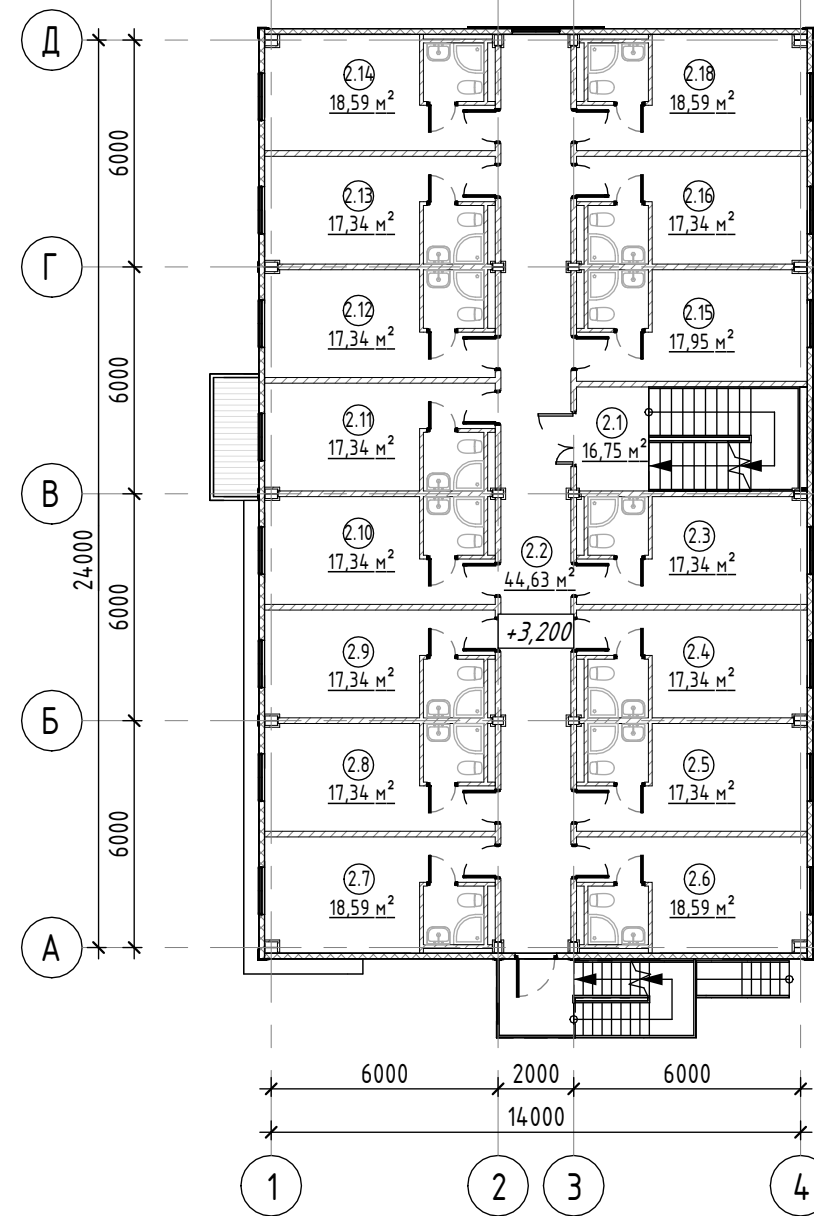 Д
2.14
18,59 м²
2.18
18,59 м²
6000
2.13
17,34 м²
2.16
17,34 м²
Г
2.12
17,34 м²
2.15
17,95 м²
6000
2.11
17,34 м²
2.1
16,75 м²
В
24000
2.10
17,34 м²
2.2
44,63 м²
2.3
17,34 м²
6000
+3,200
2.9
17,34 м²
2.4
17,34 м²
Б
2.8
17,34 м²
2.5
17,34 м²
6000
2.7
18,59 м²
2.6
18,59 м²
А
6000
2000
6000
14000
1
2
3
4